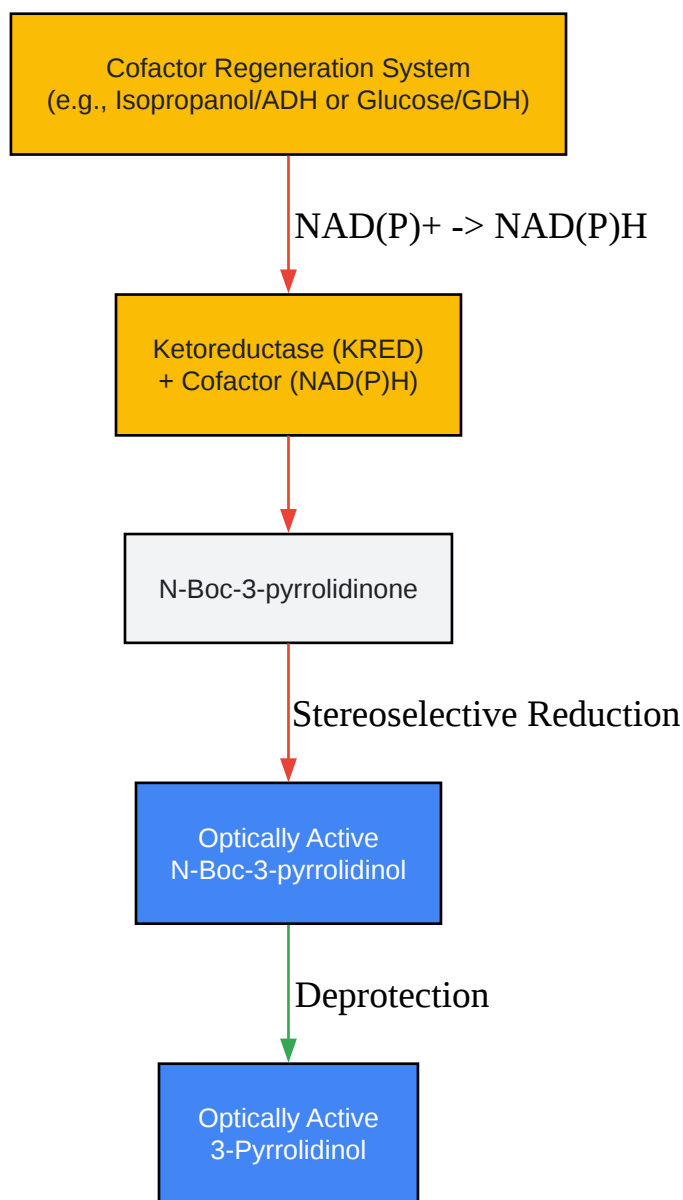 Cofactor Regeneration System
(e.g., Isopropanol/ADH or Glucose/GDH)
NAD(P)+ -> NAD(P)H
Ketoreductase (KRED)
+ Cofactor (NAD(P)H)
N-Boc-3-pyrrolidinone
Stereoselective Reduction
Optically Active
N-Boc-3-pyrrolidinol
Deprotection
Optically Active
3-Pyrrolidinol